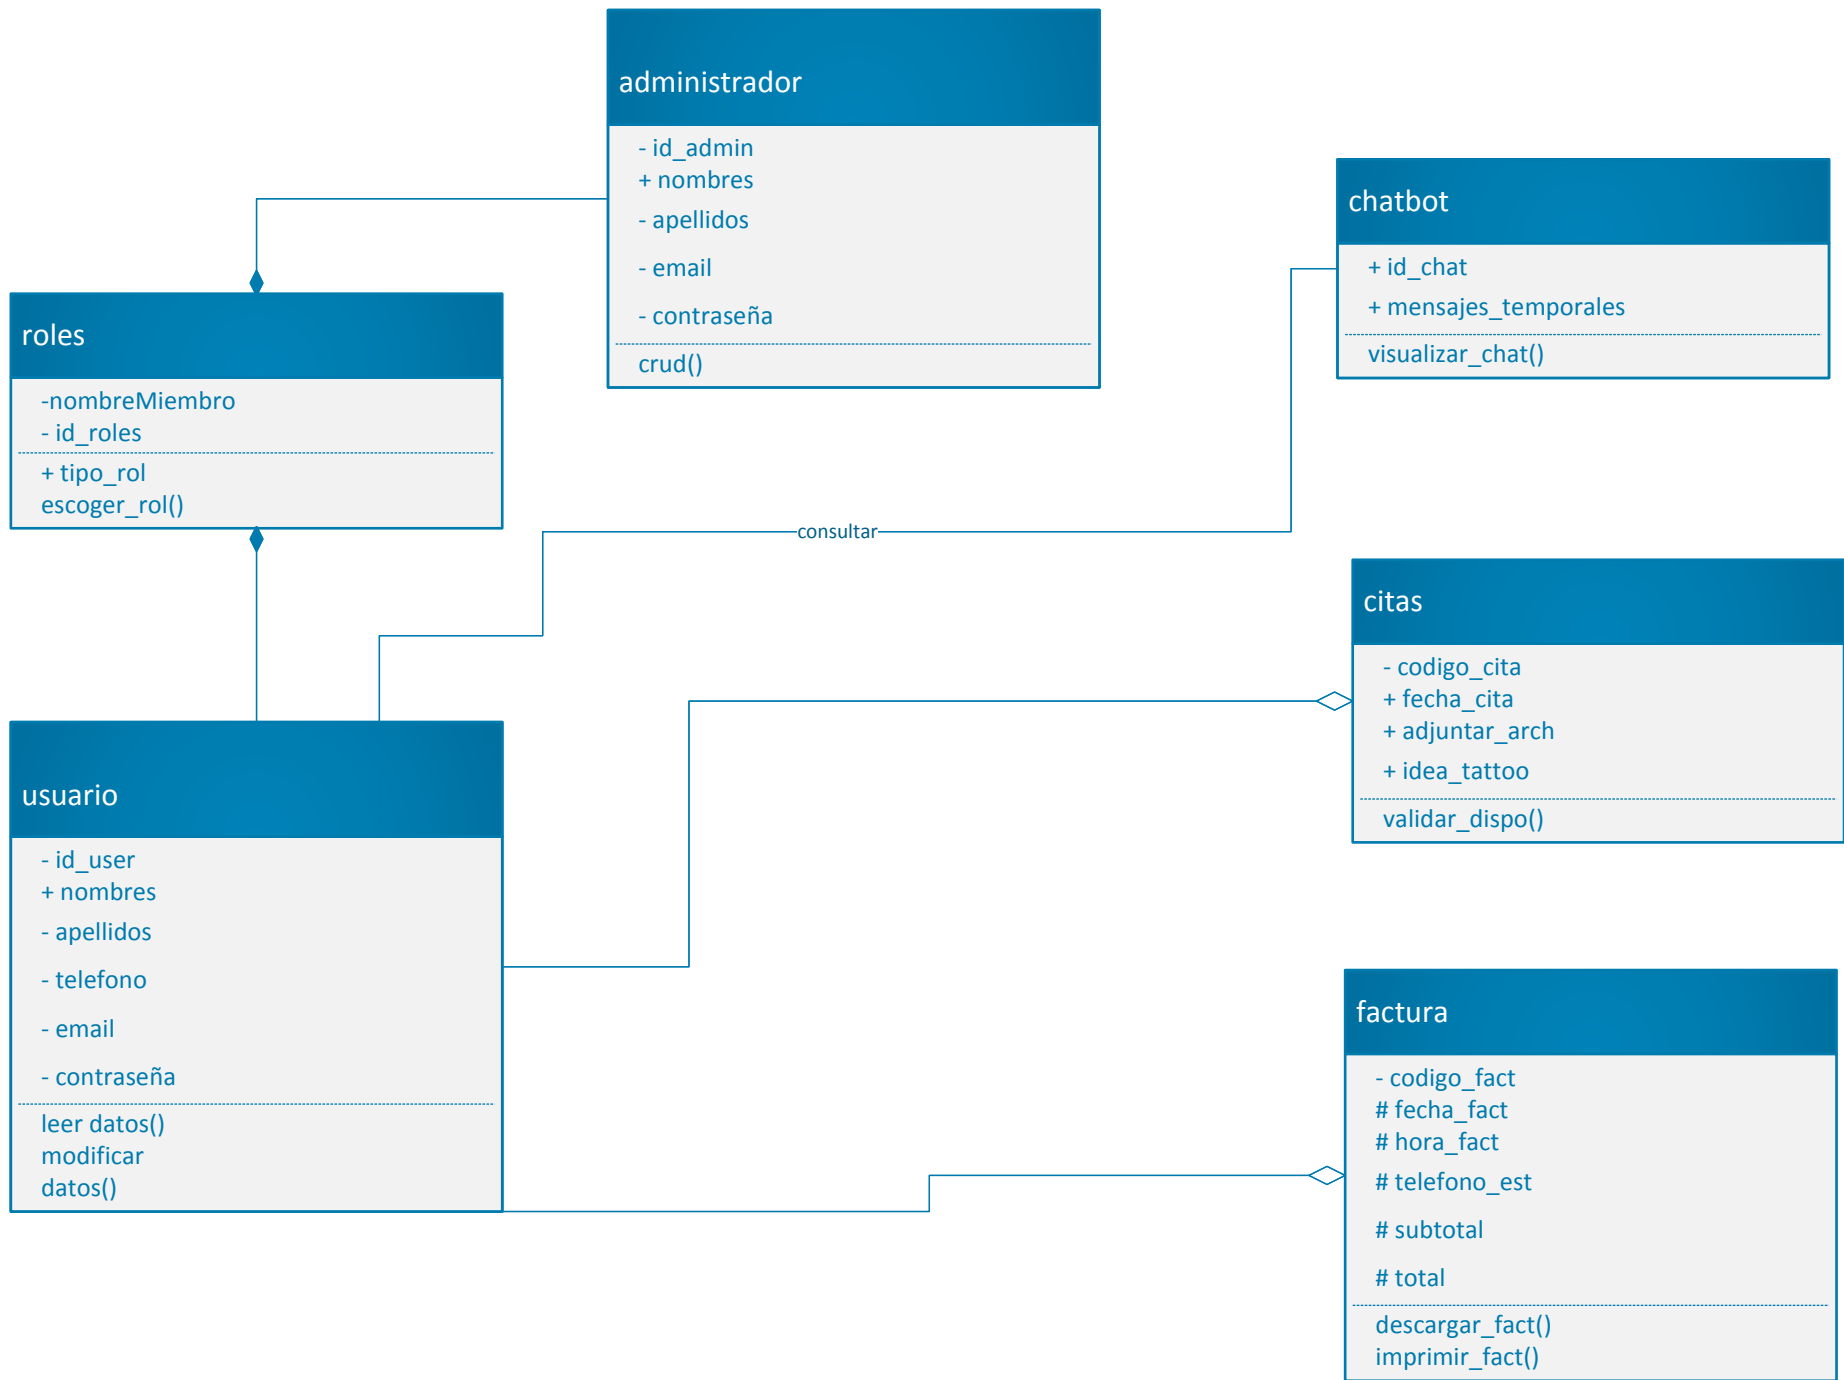 administrador
- id_admin
+ nombres
- apellidos
- email
- contraseña
crud()
chatbot
+ id_chat
+ mensajes_temporales
visualizar_chat()
roles
-nombreMiembro
- id_roles
+ tipo_rol
escoger_rol()
consultar
citas
- codigo_cita
+ fecha_cita
+ adjuntar_arch
+ idea_tattoo
validar_dispo()
usuario
- id_user
+ nombres
- apellidos
- telefono
- email
- contraseña
leer datos()
modificar
datos()
factura
- codigo_fact
# fecha_fact
# hora_fact
# telefono_est
# subtotal
# total
descargar_fact()
imprimir_fact()